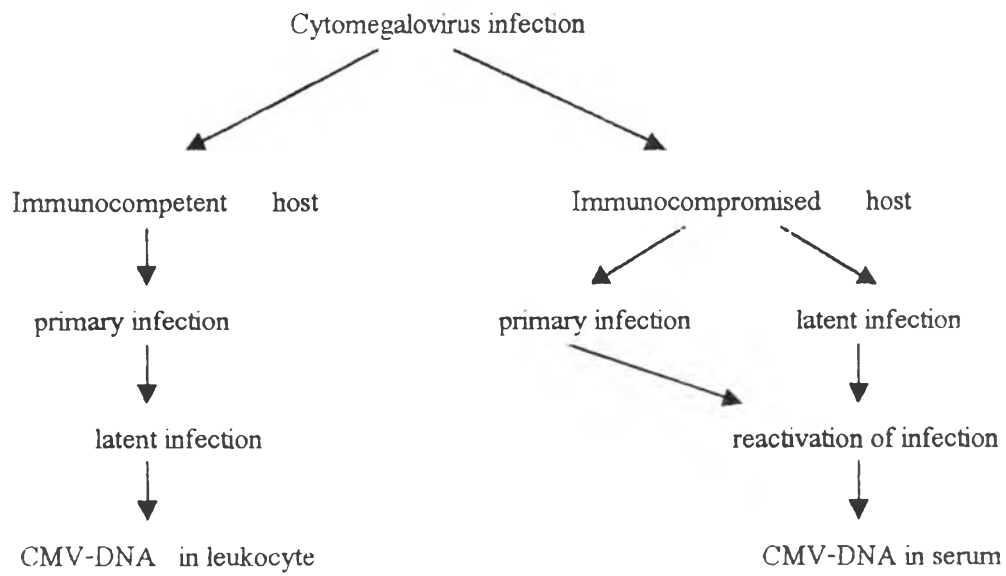 Cytomegalovirus infection
Immunocompetent host
Immunocompromised host
primary infection
primary infection
latent infection
latent infection
reactivation of infection
CMV-DNA in leukocyte
CMV-DNA in serum